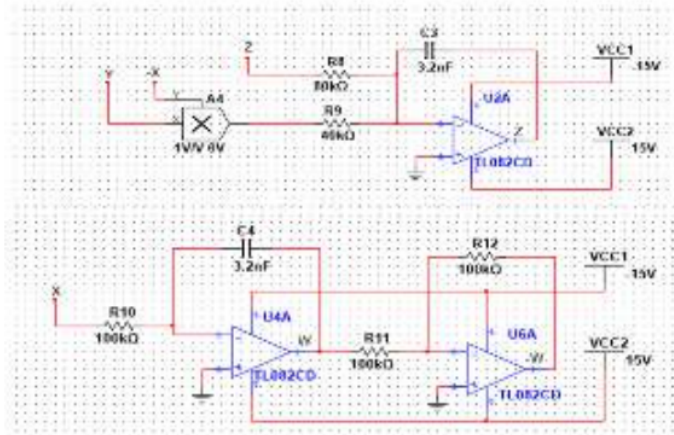 Z
C3
3.2nF
R8
80kΩ
VCC1
-15V
Y
-X
A4
Y
X
1V/V 0V
R9
40kΩ
U2A
Z
TL082CD
VCC2
15V
C4
3.2nF
R12
100kΩ
VCC1
-15V
X
R10
100kΩ
U4A
W
TL082CD
R11
100kΩ
U6A
-W
TL082CD
VCC2
15V